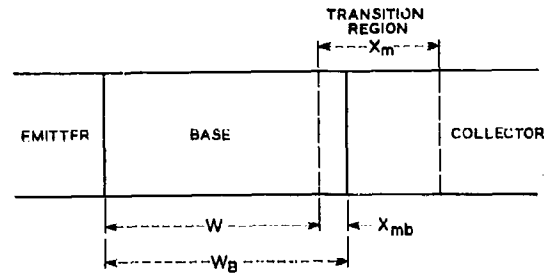 TRANSITION
REGION
Xm
EMITTER
BASE
COLLECTOR
W
Xmb
WB